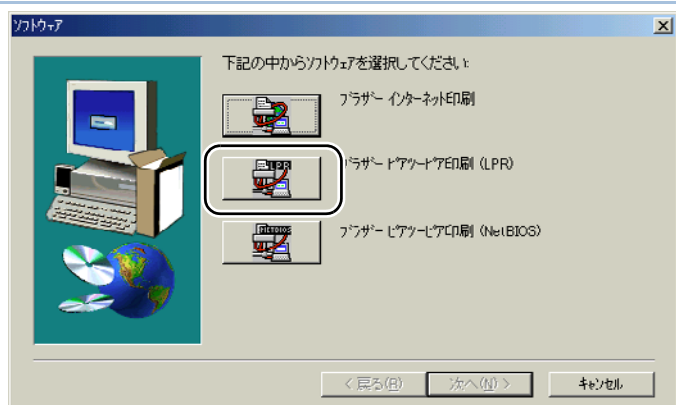 ソフトウェア
下記の中からソフトウェアを選択してください:
ブラザー インターネット印刷
LPR
ブラザー ピアツーピア印刷 (LPR)
NETBIOS
ブラザー ピアツーピア印刷 (NetBIOS)
< 戻る(B)
次へ(N) >
キャンセル